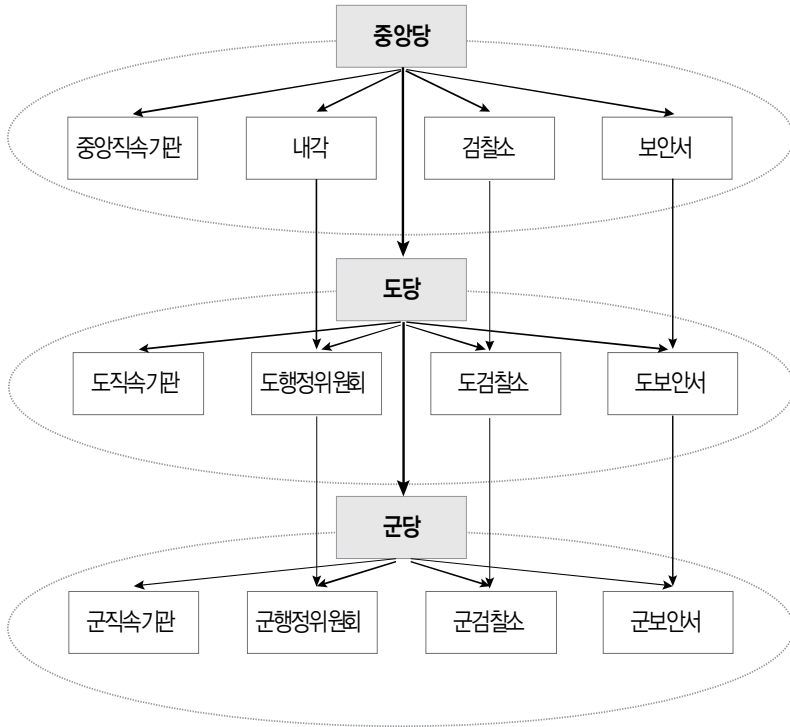 중앙당
중앙직속기관
내각
검찰소
보안서
도당
도직속기관
도행정위원회
도검찰소
도보안서
군당
군직속기관
군행정위원회
군검찰소
군보안서